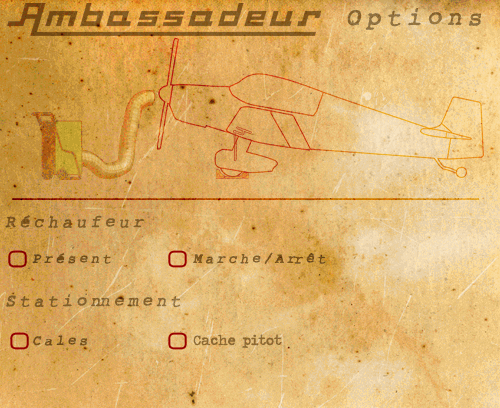 Ambassadeur Options
Réchaufeur
Présent Marche/Arrêt
Stationnement
Cales Cache pitot